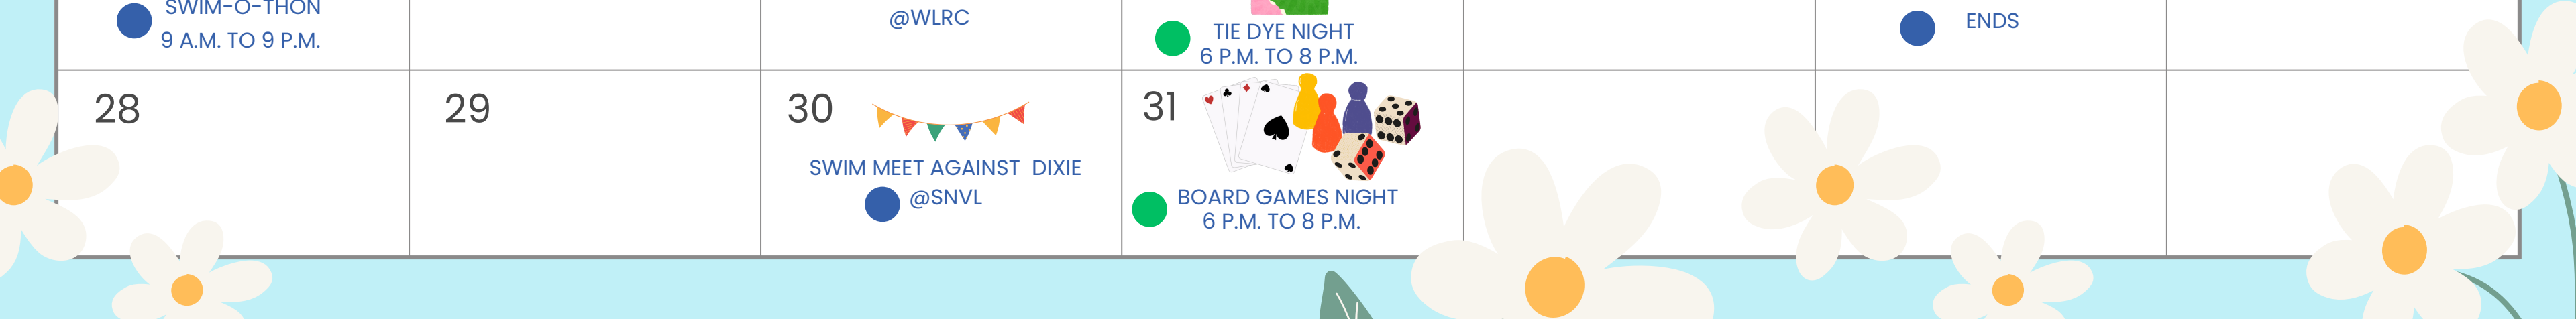 SWIM-O-THON
9 A.M. TO 9 P.M.
@WLRC
TIE DYE NIGHT
6 P.M. TO 8 P.M.
ENDS
28
29
30
SWIM MEET AGAINST DIXIE
@SNVL
31
BOARD GAMES NIGHT
6 P.M. TO 8 P.M.